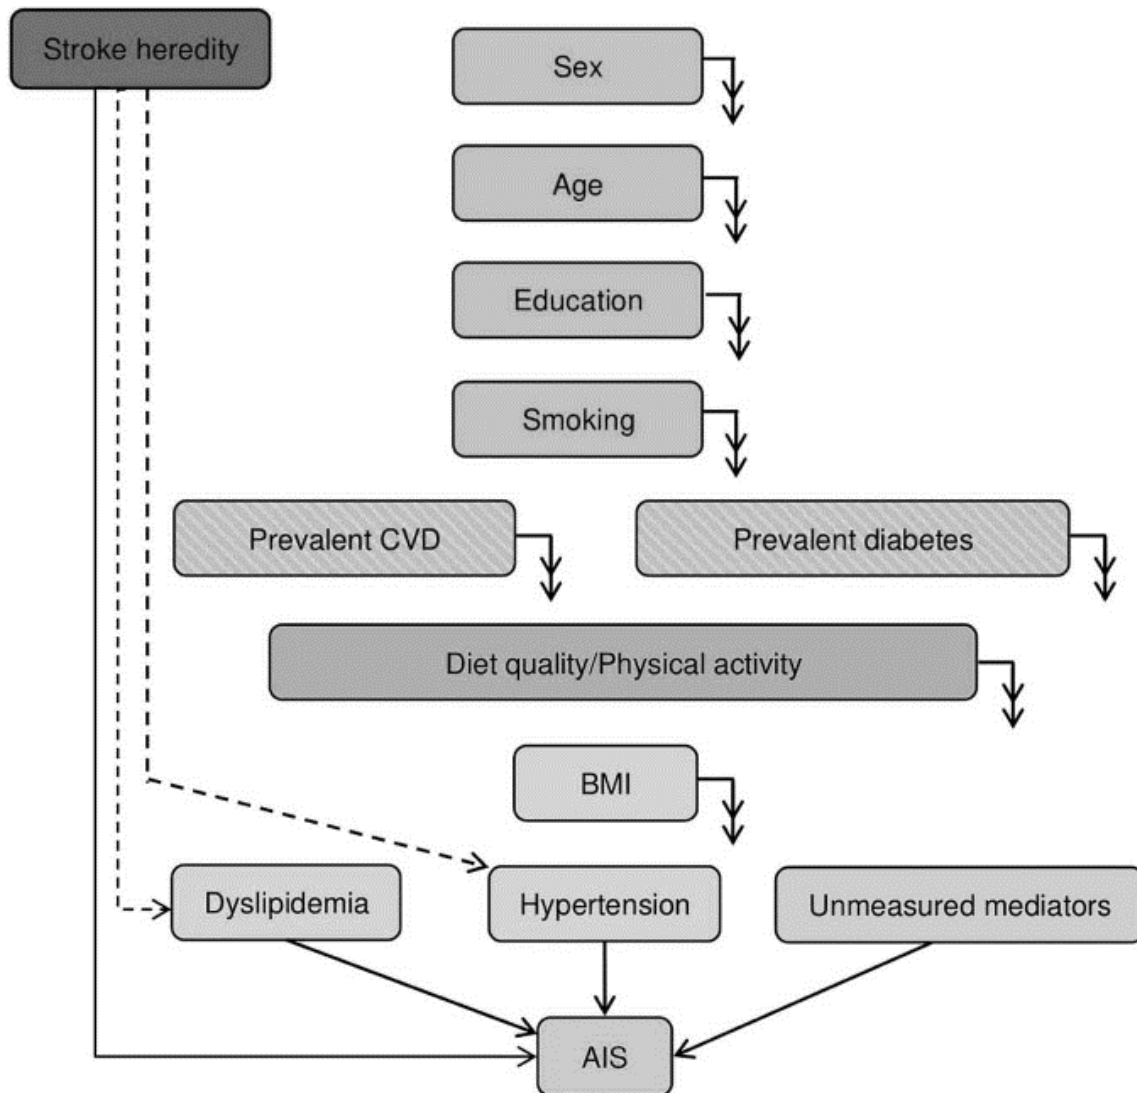 Stroke heredity
Sex
Age
Education
Smoking
Prevalent CVD
Prevalent diabetes
Diet quality/Physical activity
BMI
Dyslipidemia
Hypertension
Unmeasured mediators
AIS